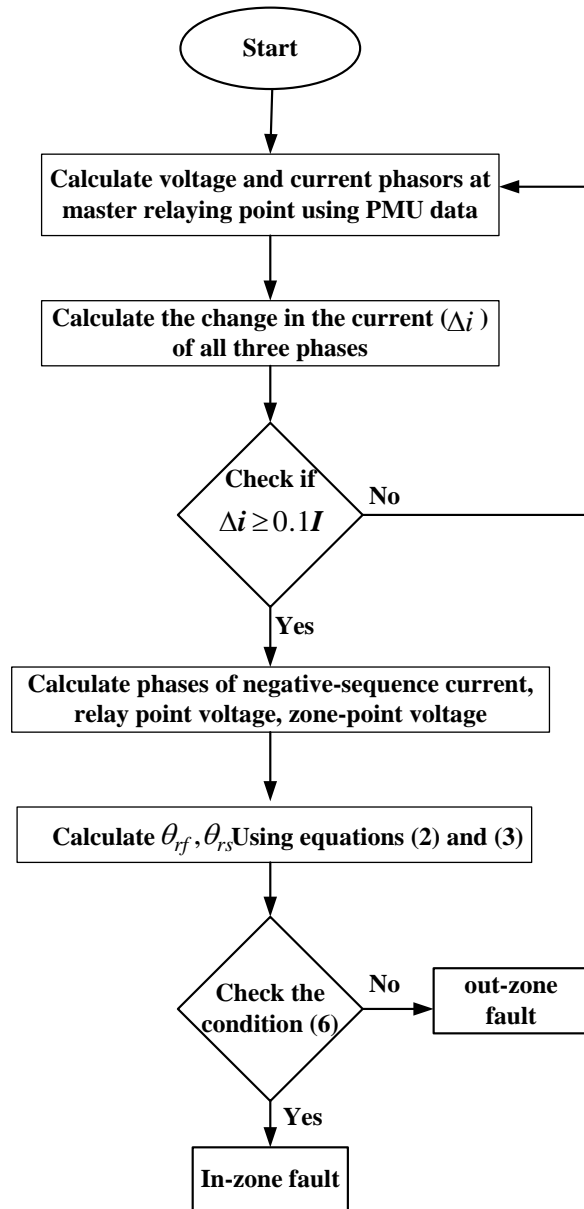 Start
Calculate voltage and current phasors at
master relaying point using PMU data
Calculate the change in the current (Δi )
of all three phases
Check if
Δi ≥ 0.1I
No
Yes
Calculate phases of negative-sequence current,
relay point voltage, zone-point voltage
Calculate θrf , θrs Using equations (2) and (3)
Check the
condition (6)
No
out-zone
fault
Yes
In-zone fault